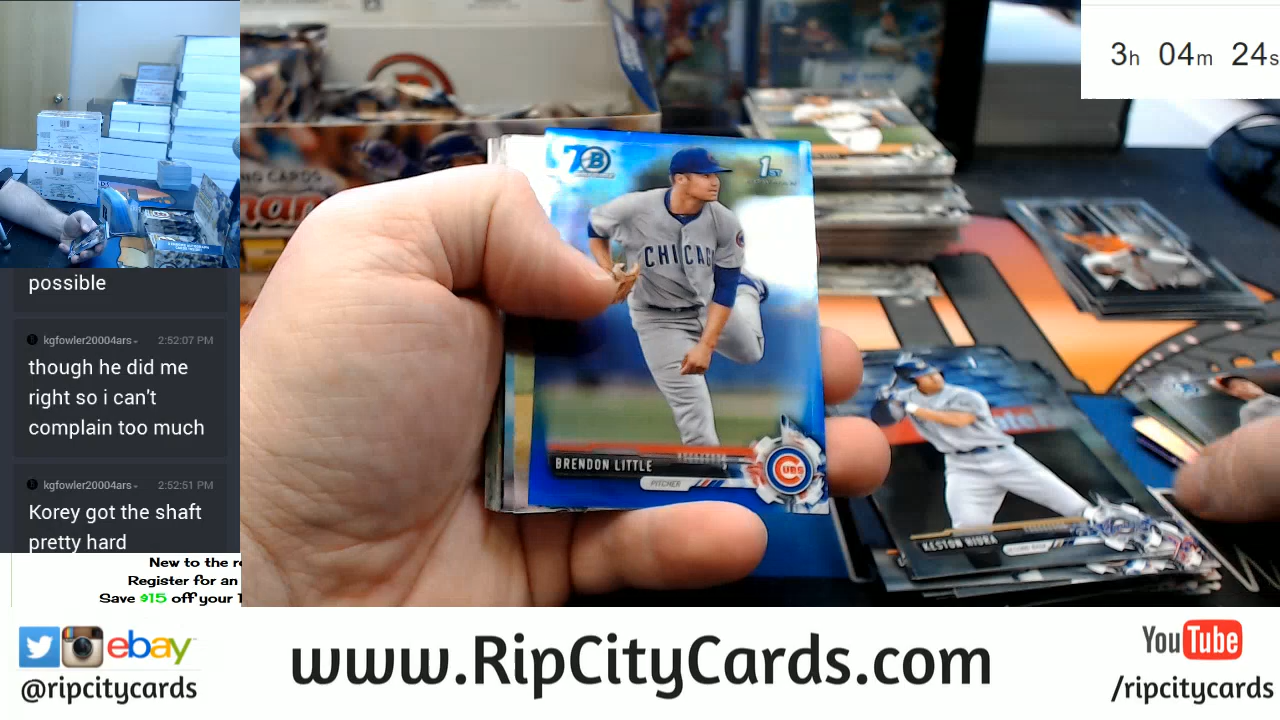 3h 04m 24s
possible
kgfowler20004ars- 2:52:07 PM
though he did me
right so i can't
complain too much
kgfowler20004ars- 2:52:51 PM
Korey got the shaft
pretty hard
New to the r
Register for an
Save $15 off your
70 B
1ST
CHICAG
BRENDON LITTLE
PITCHER
CUBS
KESTON HIURA
ebay
@ripcitycards
www.RipCityCards.com
YouTube
/ripcitycards